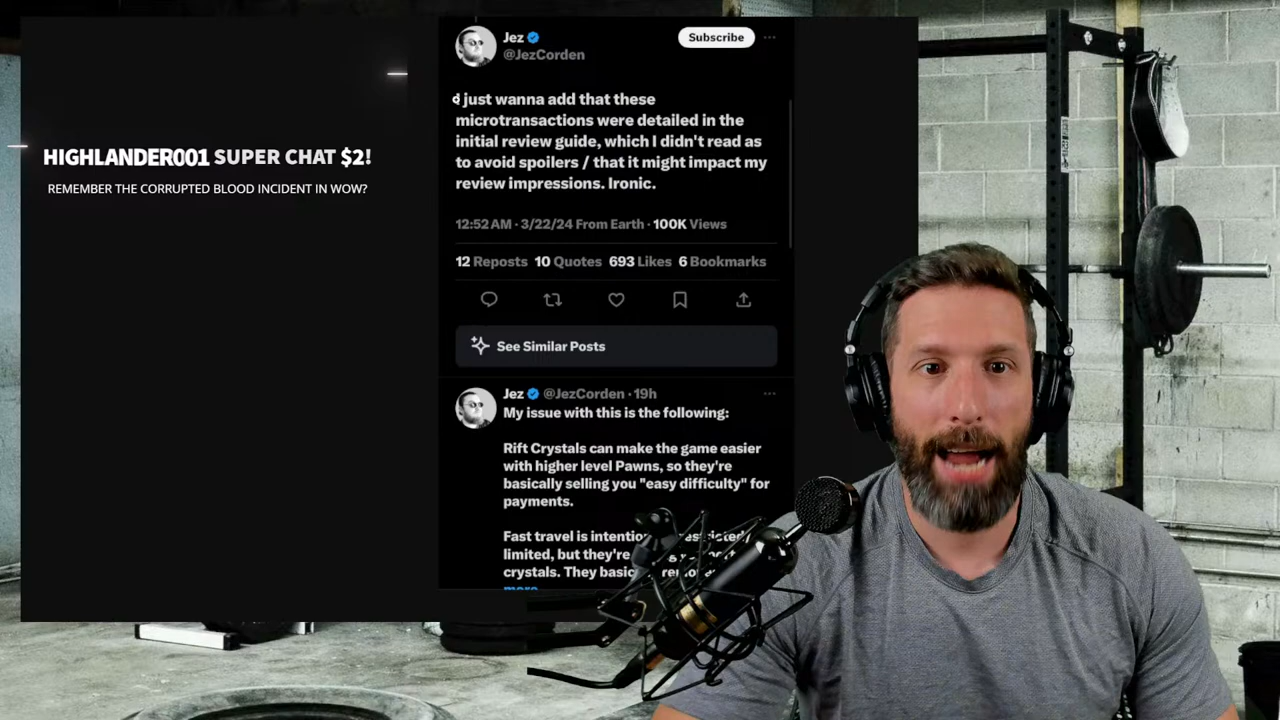 HIGHLANDER001 SUPER CHAT $2!
REMEMBER THE CORRUPTED BLOOD INCIDENT IN WOW?
Jez
@JezCorden
Subscribe
I just wanna add that these
microtransactions were detailed in the
initial review guide, which I didn't read as
to avoid spoilers / that it might impact my
review impressions. Ironic.
12:52 AM · 3/22/24 From Earth · 100K Views
12 Reposts 10 Quotes 693 Likes 6 Bookmarks
See Similar Posts
Jez @JezCorden · 19h
My issue with this is the following:
Rift Crystals can make the game easier
with higher level Pawns, so they're
basically selling you "easy difficulty" for
payments.
Fast travel is
limited, but they're
crystals. They
more